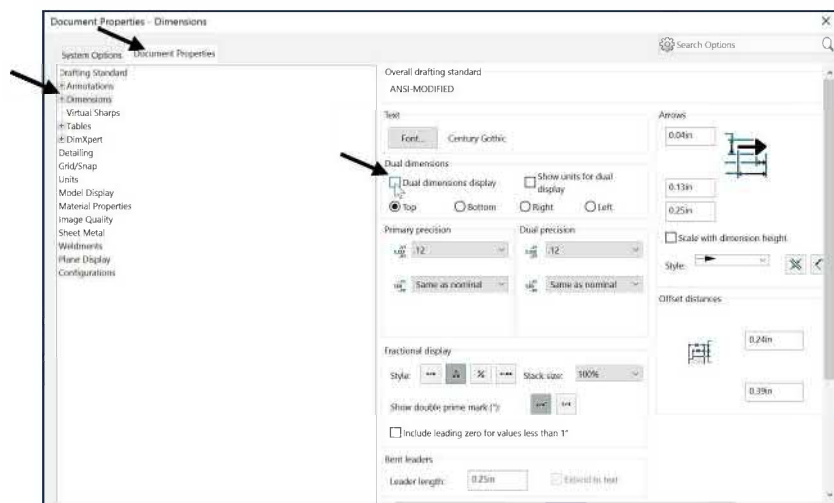 Document Properties - Dimensions
System Options
Document Properties
Search Options
Drafting Standard
Annotations
Dimensions
Virtual Sharps
Tables
DimXpert
Detailing
Grid/Snap
Units
Model Display
Material Properties
Image Quality
Sheet Metal
Weldments
Plane Display
Configurations
Overall drafting standard
ANSI-MODIFIED
Text
Font...
Century Gothic
Dual dimensions
Dual dimensions display
Show units for dual
display
Top
Bottom
Right
Left
Primary precision
.12
Same as nominal
Dual precision
.12
Same as nominal
Fractional display
Style:
Stack size:
100%
Show double prime mark ("):
Include leading zero for values less than 1"
Bent leaders
Leader length:
0.25in
Extend to text
Arrows
0.04in
0.13in
0.25in
Scale with dimension height
Style:
Offset distances
0.24in
0.39in